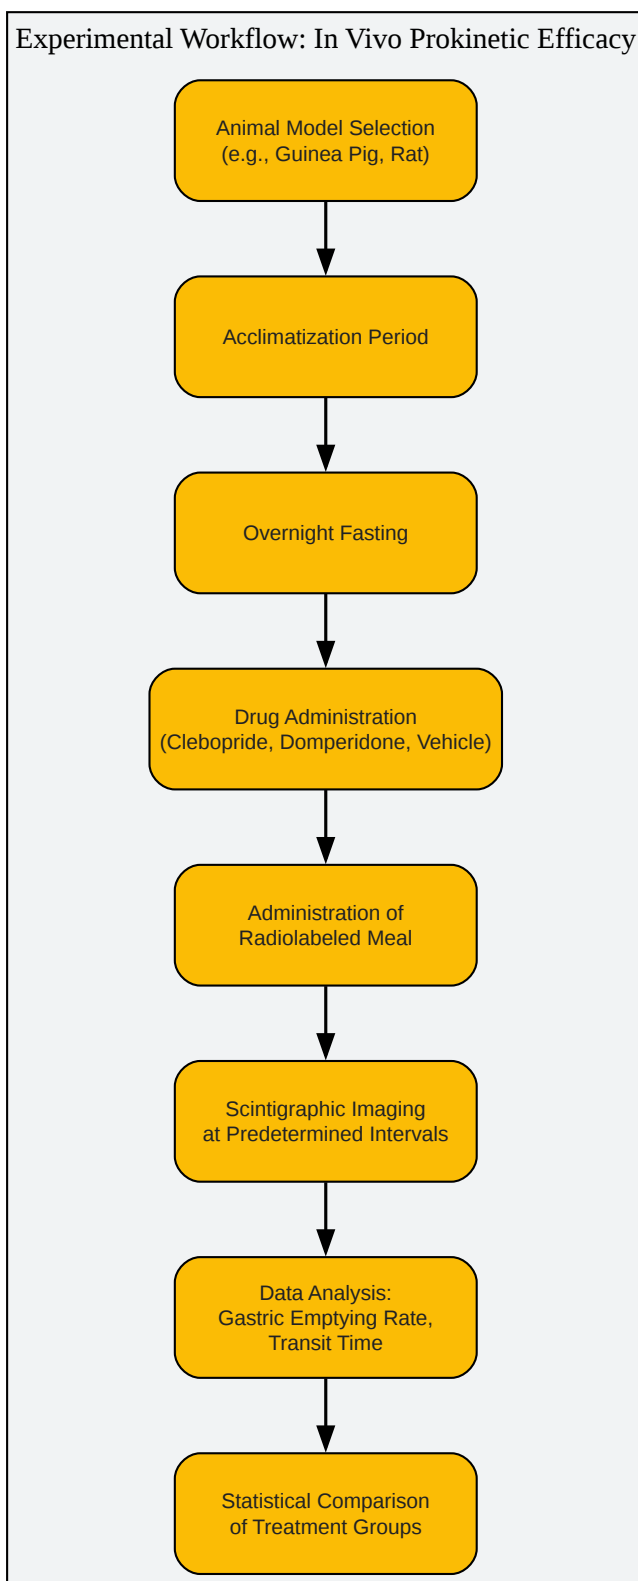 Experimental Workflow: In Vivo Prokinetic Efficacy
Animal Model Selection
(e.g., Guinea Pig, Rat)
Acclimatization Period
Overnight Fasting
Drug Administration
(Clebopride, Domperidone, Vehicle)
Administration of
Radiolabeled Meal
Scintigraphic Imaging
at Predetermined Intervals
Data Analysis:
Gastric Emptying Rate,
Transit Time
Statistical Comparison
of Treatment Groups